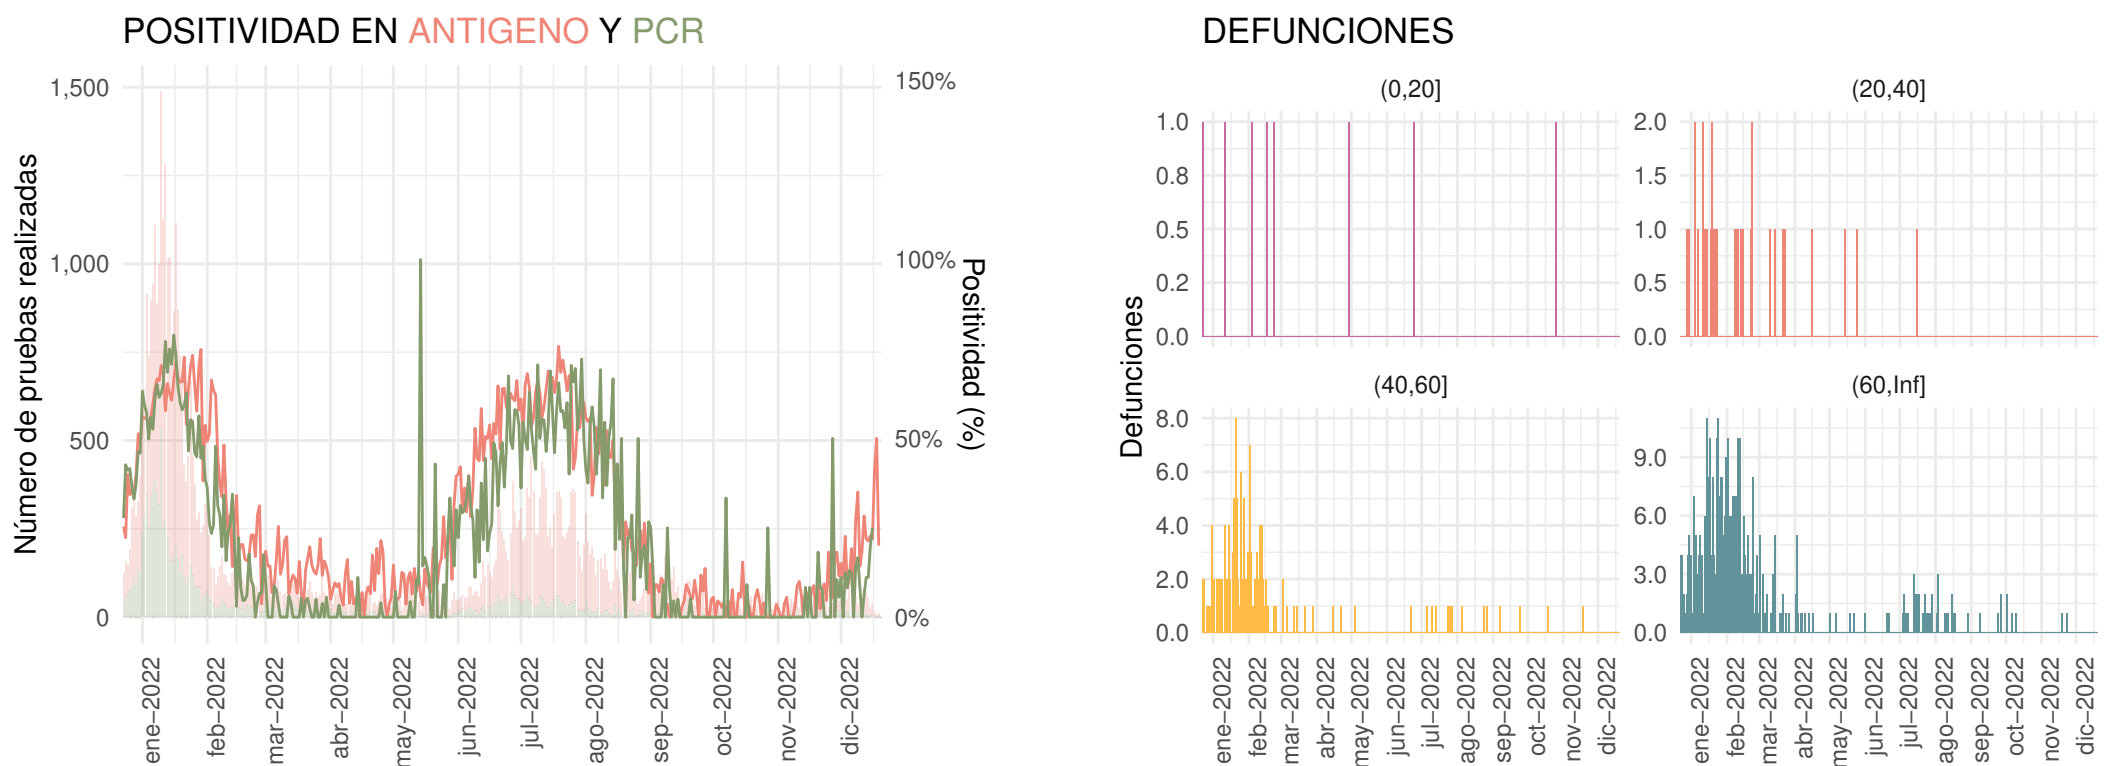 POSITIVIDAD EN ANTIGENO Y PCR
1,500
1,000
500
0
Número de pruebas realizadas
150%
100%
50%
0%
Positividad (%)
ene−2022
feb−2022
mar−2022
abr−2022
may−2022
jun−2022
jul−2022
ago−2022
sep−2022
oct−2022
nov−2022
dic−2022
DEFUNCIONES
Defunciones
(0,20]
1.0
0.8
0.5
0.2
0.0
(20,40]
2.0
1.5
1.0
0.5
0.0
(40,60]
8.0
6.0
4.0
2.0
0.0
ene−2022
feb−2022
mar−2022
abr−2022
may−2022
jun−2022
jul−2022
ago−2022
sep−2022
oct−2022
nov−2022
dic−2022
(60,Inf]
9.0
6.0
3.0
0.0
ene−2022
feb−2022
mar−2022
abr−2022
may−2022
jun−2022
jul−2022
ago−2022
sep−2022
oct−2022
nov−2022
dic−2022